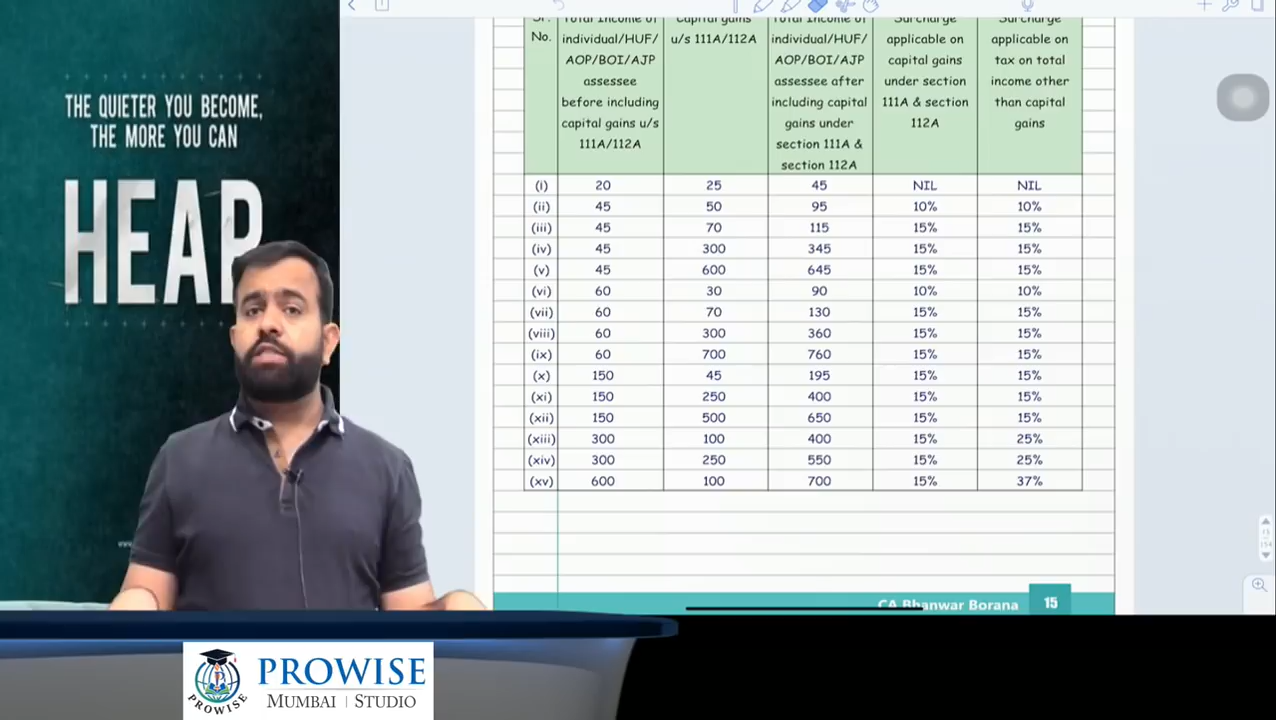 THE QUIETER YOU BECOME,
THE MORE YOU CAN
HEAR
Sr. No.
Total Income of individual/HUF/ AOP/BOI/AJP assessee before including capital gains u/s 111A/112A
Capital gains u/s 111A/112A
Total Income of individual/HUF/ AOP/BOI/AJP assessee after including capital gains under section 111A & section 112A
Surcharge applicable on capital gains under section 111A & section 112A
Surcharge applicable on tax on total income other than capital gains
(i) 20 25 45 NIL NIL
(ii) 45 50 95 10% 10%
(iii) 45 70 115 15% 15%
(iv) 45 300 345 15% 15%
(v) 45 600 645 15% 15%
(vi) 60 30 90 10% 10%
(vii) 60 70 130 15% 15%
(viii) 60 300 360 15% 15%
(ix) 60 700 760 15% 15%
(x) 150 45 195 15% 15%
(xi) 150 250 400 15% 15%
(xii) 150 500 650 15% 15%
(xiii) 300 100 400 15% 25%
(xiv) 300 250 550 15% 25%
(xv) 600 100 700 15% 37%
CA Bhanwar Borana 15
PROWISE
PROWISE
MUMBAI | STUDIO